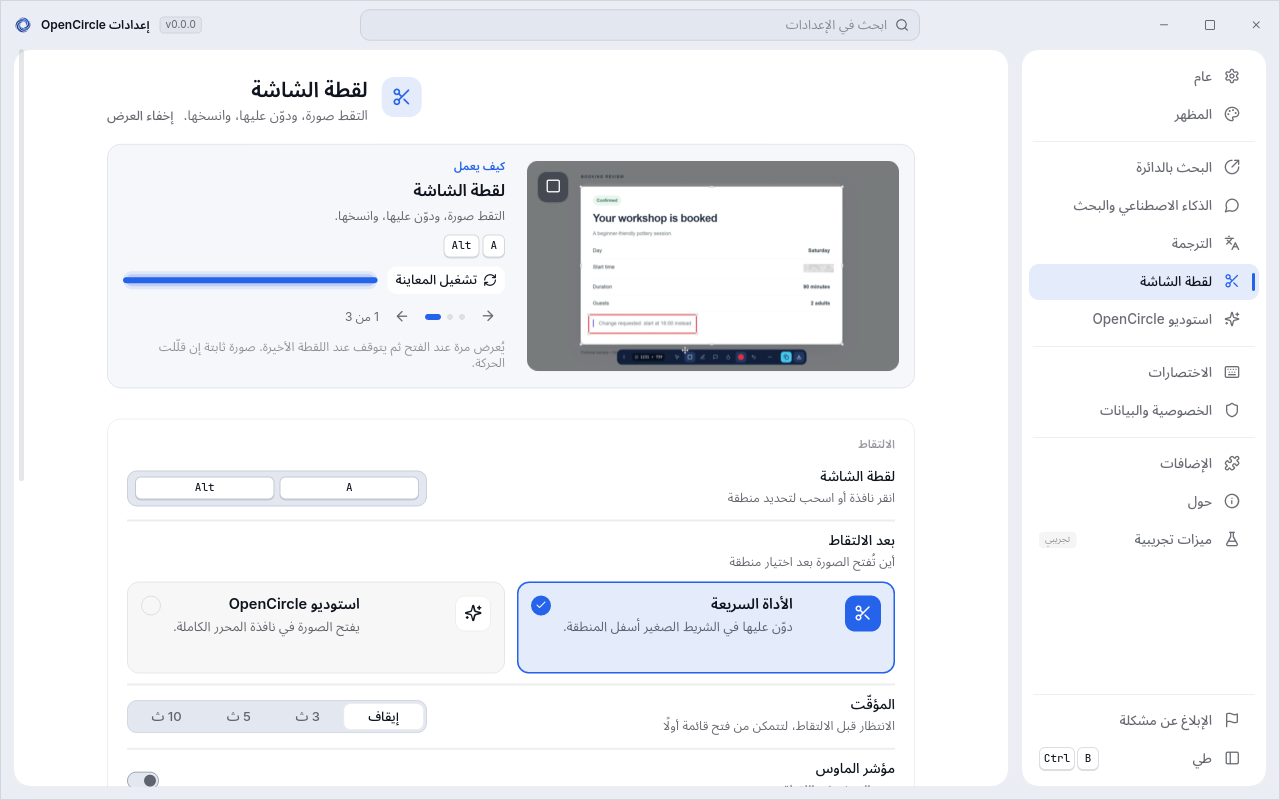 إعدادات OpenCircle
v0.0.0
ابحث في الإعدادات
عام
المظهر
البحث بالدائرة
الذكاء الاصطناعي والبحث
الترجمة
لقطة الشاشة
استوديو OpenCircle
الاختصارات
الخصوصية والبيانات
الإضافات
حول
ميزات تجريبية
تجريبي
الإبلاغ عن مشكلة
طي
Ctrl B
لقطة الشاشة
التقط صورة، ودوّن عليها، وانسخها.
إخفاء العرض
BOOKING REVIEW
Confirmed
Your workshop is booked
A beginner-friendly pottery session
Day Saturday
Start time
Duration 90 minutes
Guests 2 adults
Change requested: start at 16:00 instead
كيف يعمل
لقطة الشاشة
التقط صورة، ودوّن عليها، وانسخها.
Alt A
تشغيل المعاينة
1 من 3
يُعرض مرة عند الفتح ثم يتوقف عند اللقطة الأخيرة. صورة ثابتة إن قلّلت
الحركة.
الالتقاط
لقطة الشاشة
انقر نافذة أو اسحب لتحديد منطقة
Alt A
بعد الالتقاط
أين تُفتح الصورة بعد اختيار منطقة
الأداة السريعة
دوّن عليها في الشريط الصغير أسفل المنطقة.
استوديو OpenCircle
يفتح الصورة في نافذة المحرر الكاملة.
المؤقّت
الانتظار قبل الالتقاط، لتتمكن من فتح قائمة أولًا
إيقاف
3 ث
5 ث
10 ث
مؤشر الماوس